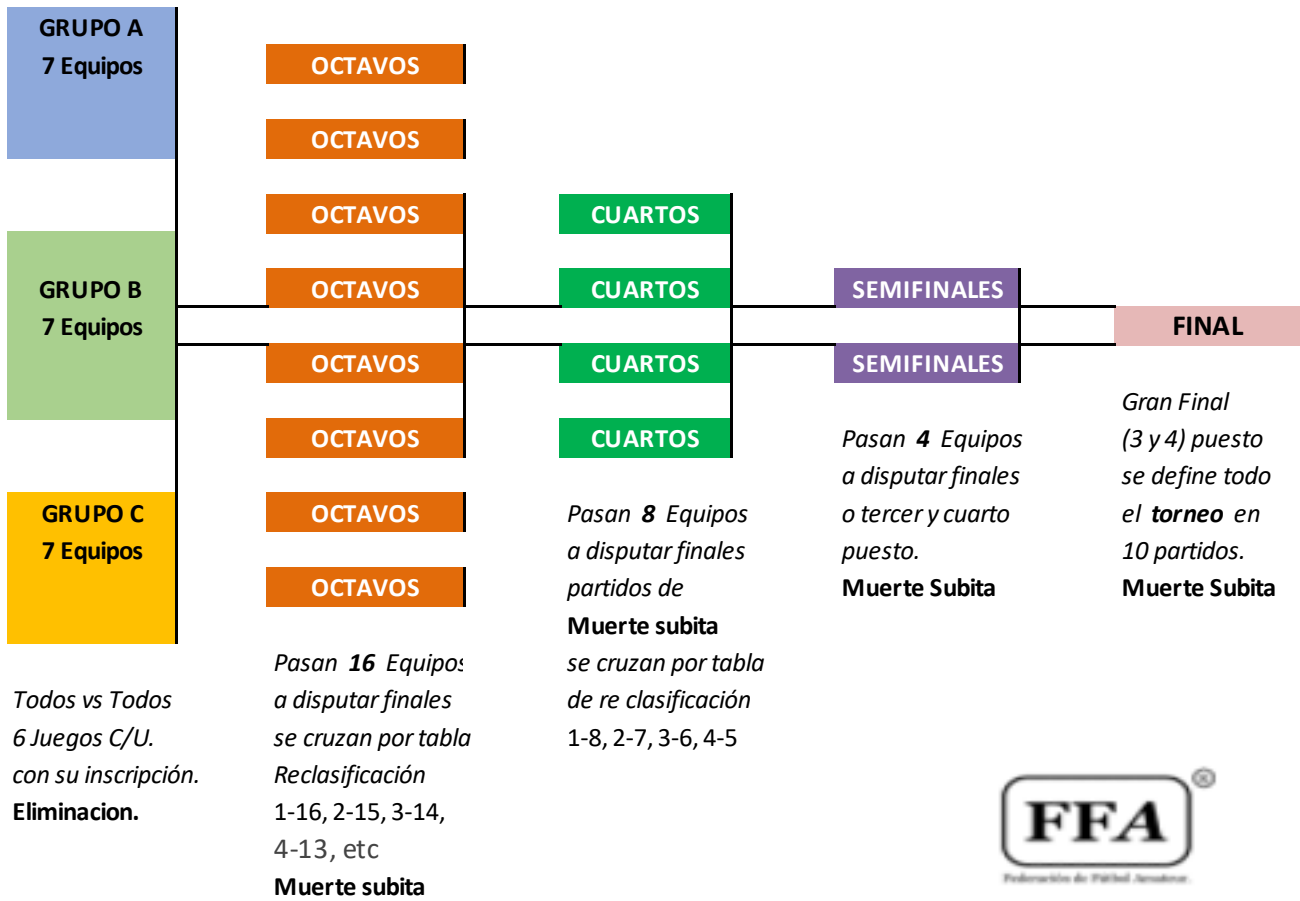 GRUPO A
7 Equipos
GRUPO B
7 Equipos
GRUPO C
7 Equipos
Todos vs Todos
6 Juegos C/U.
con su inscripción.
Eliminacion.
OCTAVOS
OCTAVOS
OCTAVOS
OCTAVOS
OCTAVOS
OCTAVOS
OCTAVOS
OCTAVOS
Pasan 16 Equipos
a disputar finales
se cruzan por tabla
Reclasificación
1-16, 2-15, 3-14,
4-13, etc
Muerte subita
CUARTOS
CUARTOS
CUARTOS
CUARTOS
Pasan 8 Equipos
a disputar finales
partidos de
Muerte subita
se cruzan por tabla
de re clasificación
1-8, 2-7, 3-6, 4-5
SEMIFINALES
SEMIFINALES
Pasan 4 Equipos
a disputar finales
o tercer y cuarto
puesto.
Muerte Subita
FINAL
Gran Final
(3 y 4) puesto
se define todo
el torneo en
10 partidos.
Muerte Subita
FFA
®
Federación de Fútbol Amateur.